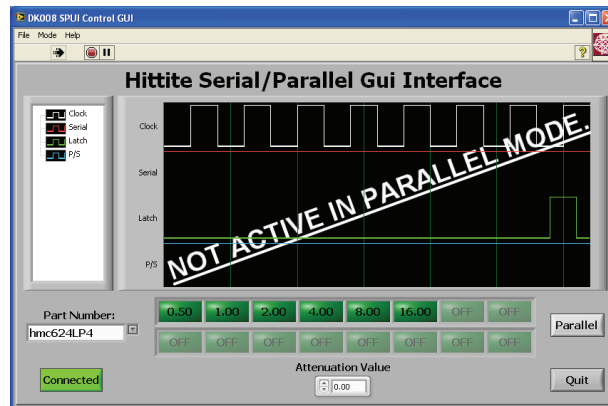 DK008 SPUI Control GUI
File Mode Help
Hittite Serial/Parallel Gui Interface
Clock
Serial
Latch
P/S
Clock
Serial
Latch
P/S
NOT ACTIVE IN PARALLEL MODE.
Part Number:
hmc624LP4
0.50 1.00 2.00 4.00 8.00 16.00 OFF OFF
OFF OFF OFF OFF OFF OFF OFF OFF
Parallel
Connected
Attenuation Value
0.00
Quit